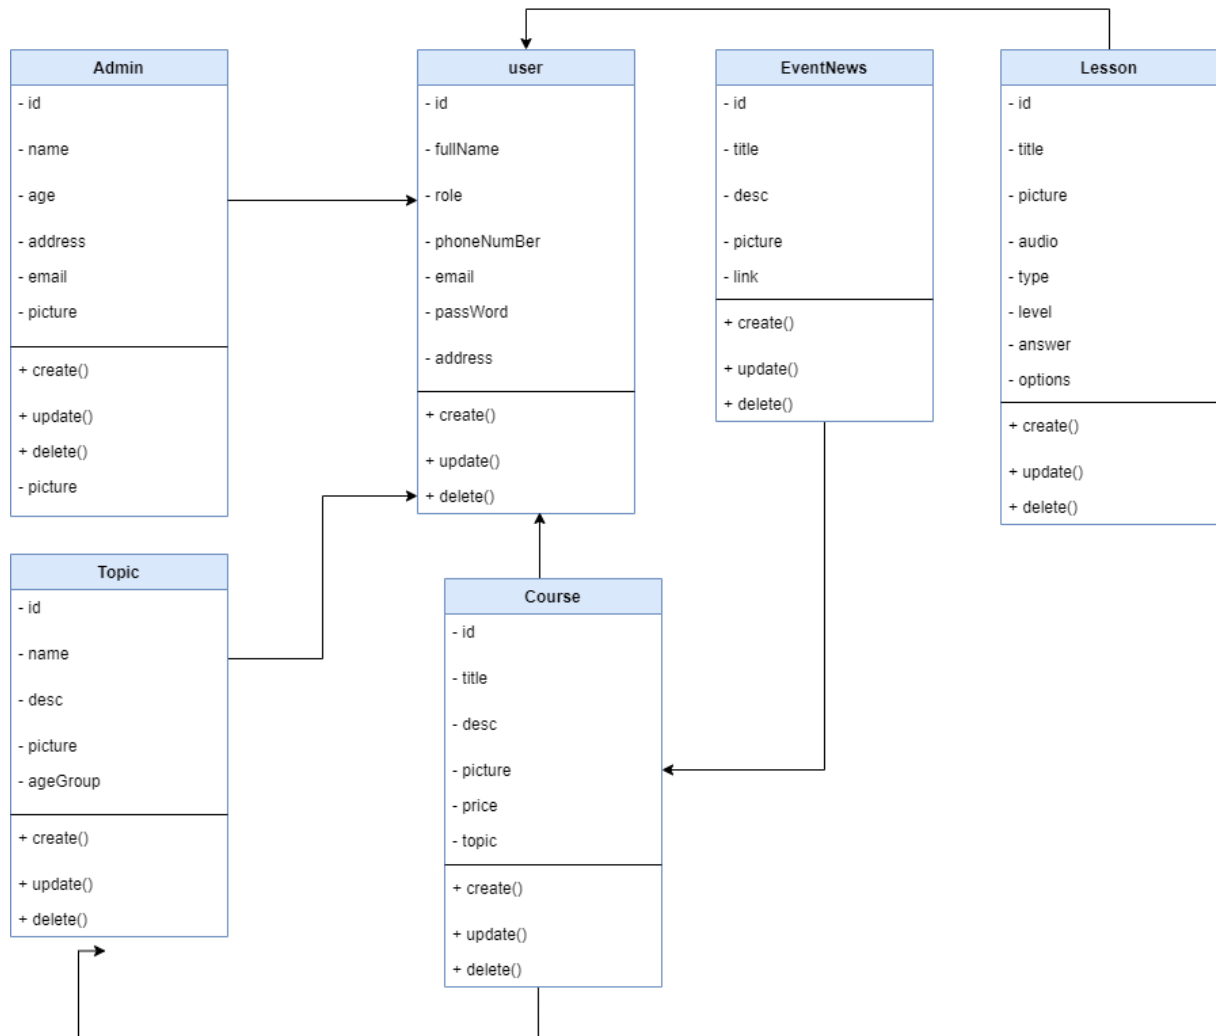 Admin
- id
- name
- age
- address
- email
- picture
+ create()
+ update()
+ delete()
- picture
user
- id
- fullName
- role
- phoneNumBer
- email
- passWord
- address
+ create()
+ update()
+ delete()
EventNews
- id
- title
- desc
- picture
- link
+ create()
+ update()
+ delete()
Lesson
- id
- title
- picture
- audio
- type
- level
- answer
- options
+ create()
+ update()
+ delete()
Topic
- id
- name
- desc
- picture
- ageGroup
+ create()
+ update()
+ delete()
Course
- id
- title
- desc
- picture
- price
- topic
+ create()
+ update()
+ delete()